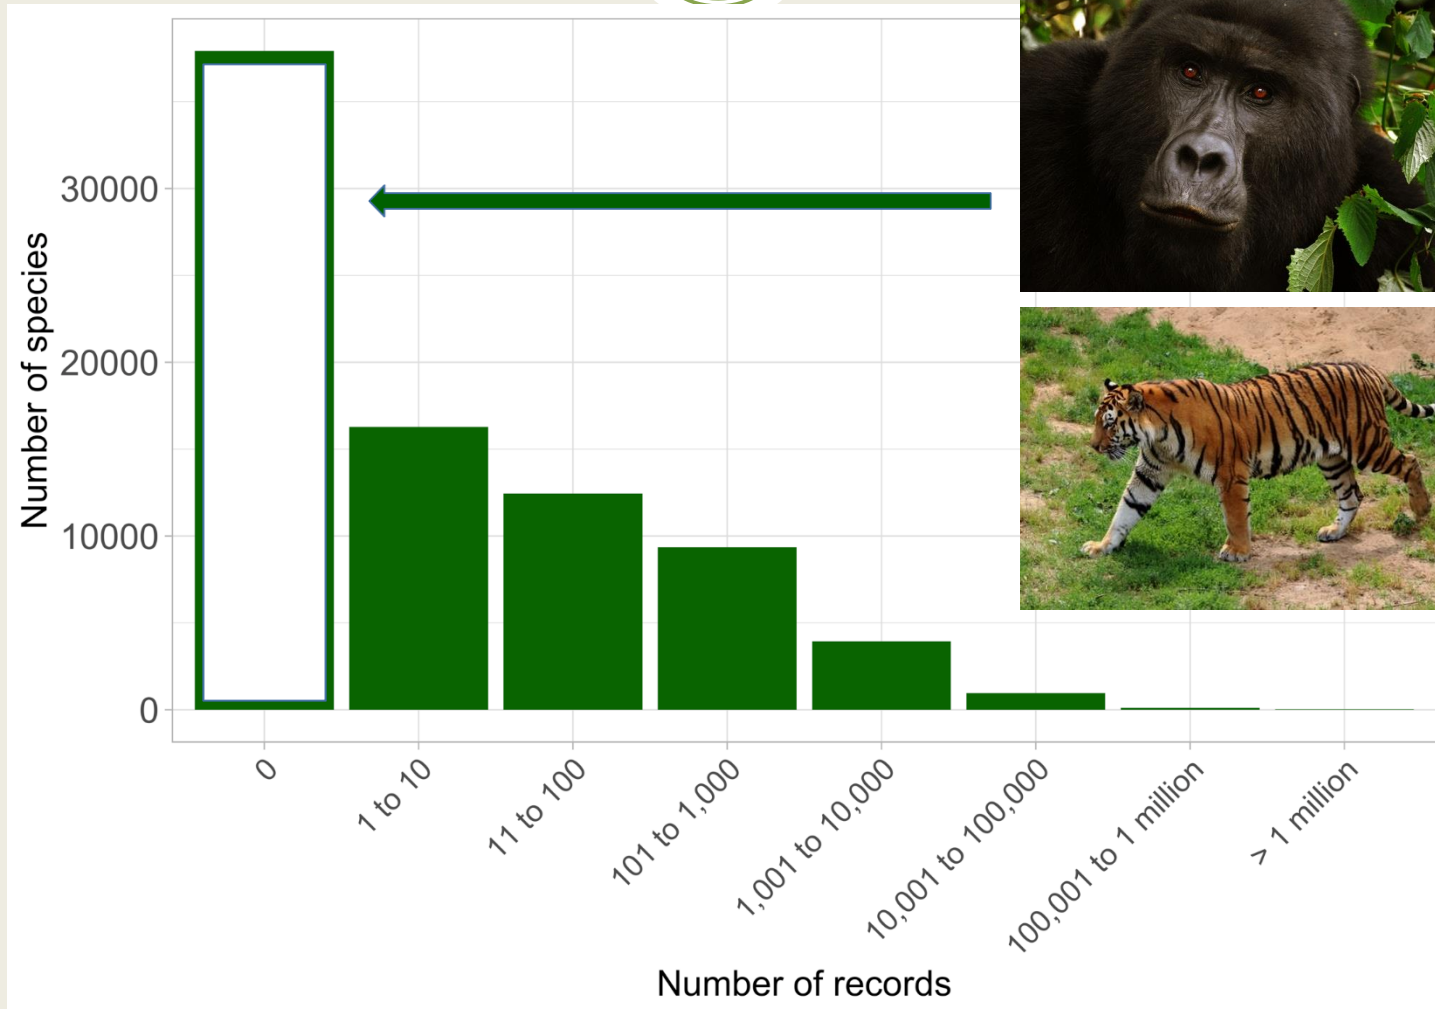 Number of species
30000
20000
10000
0
0
1 to 10
11 to 100
101 to 1,000
1,001 to 10,000
10,001 to 100,000
100,001 to 1 million
> 1 million
Number of records